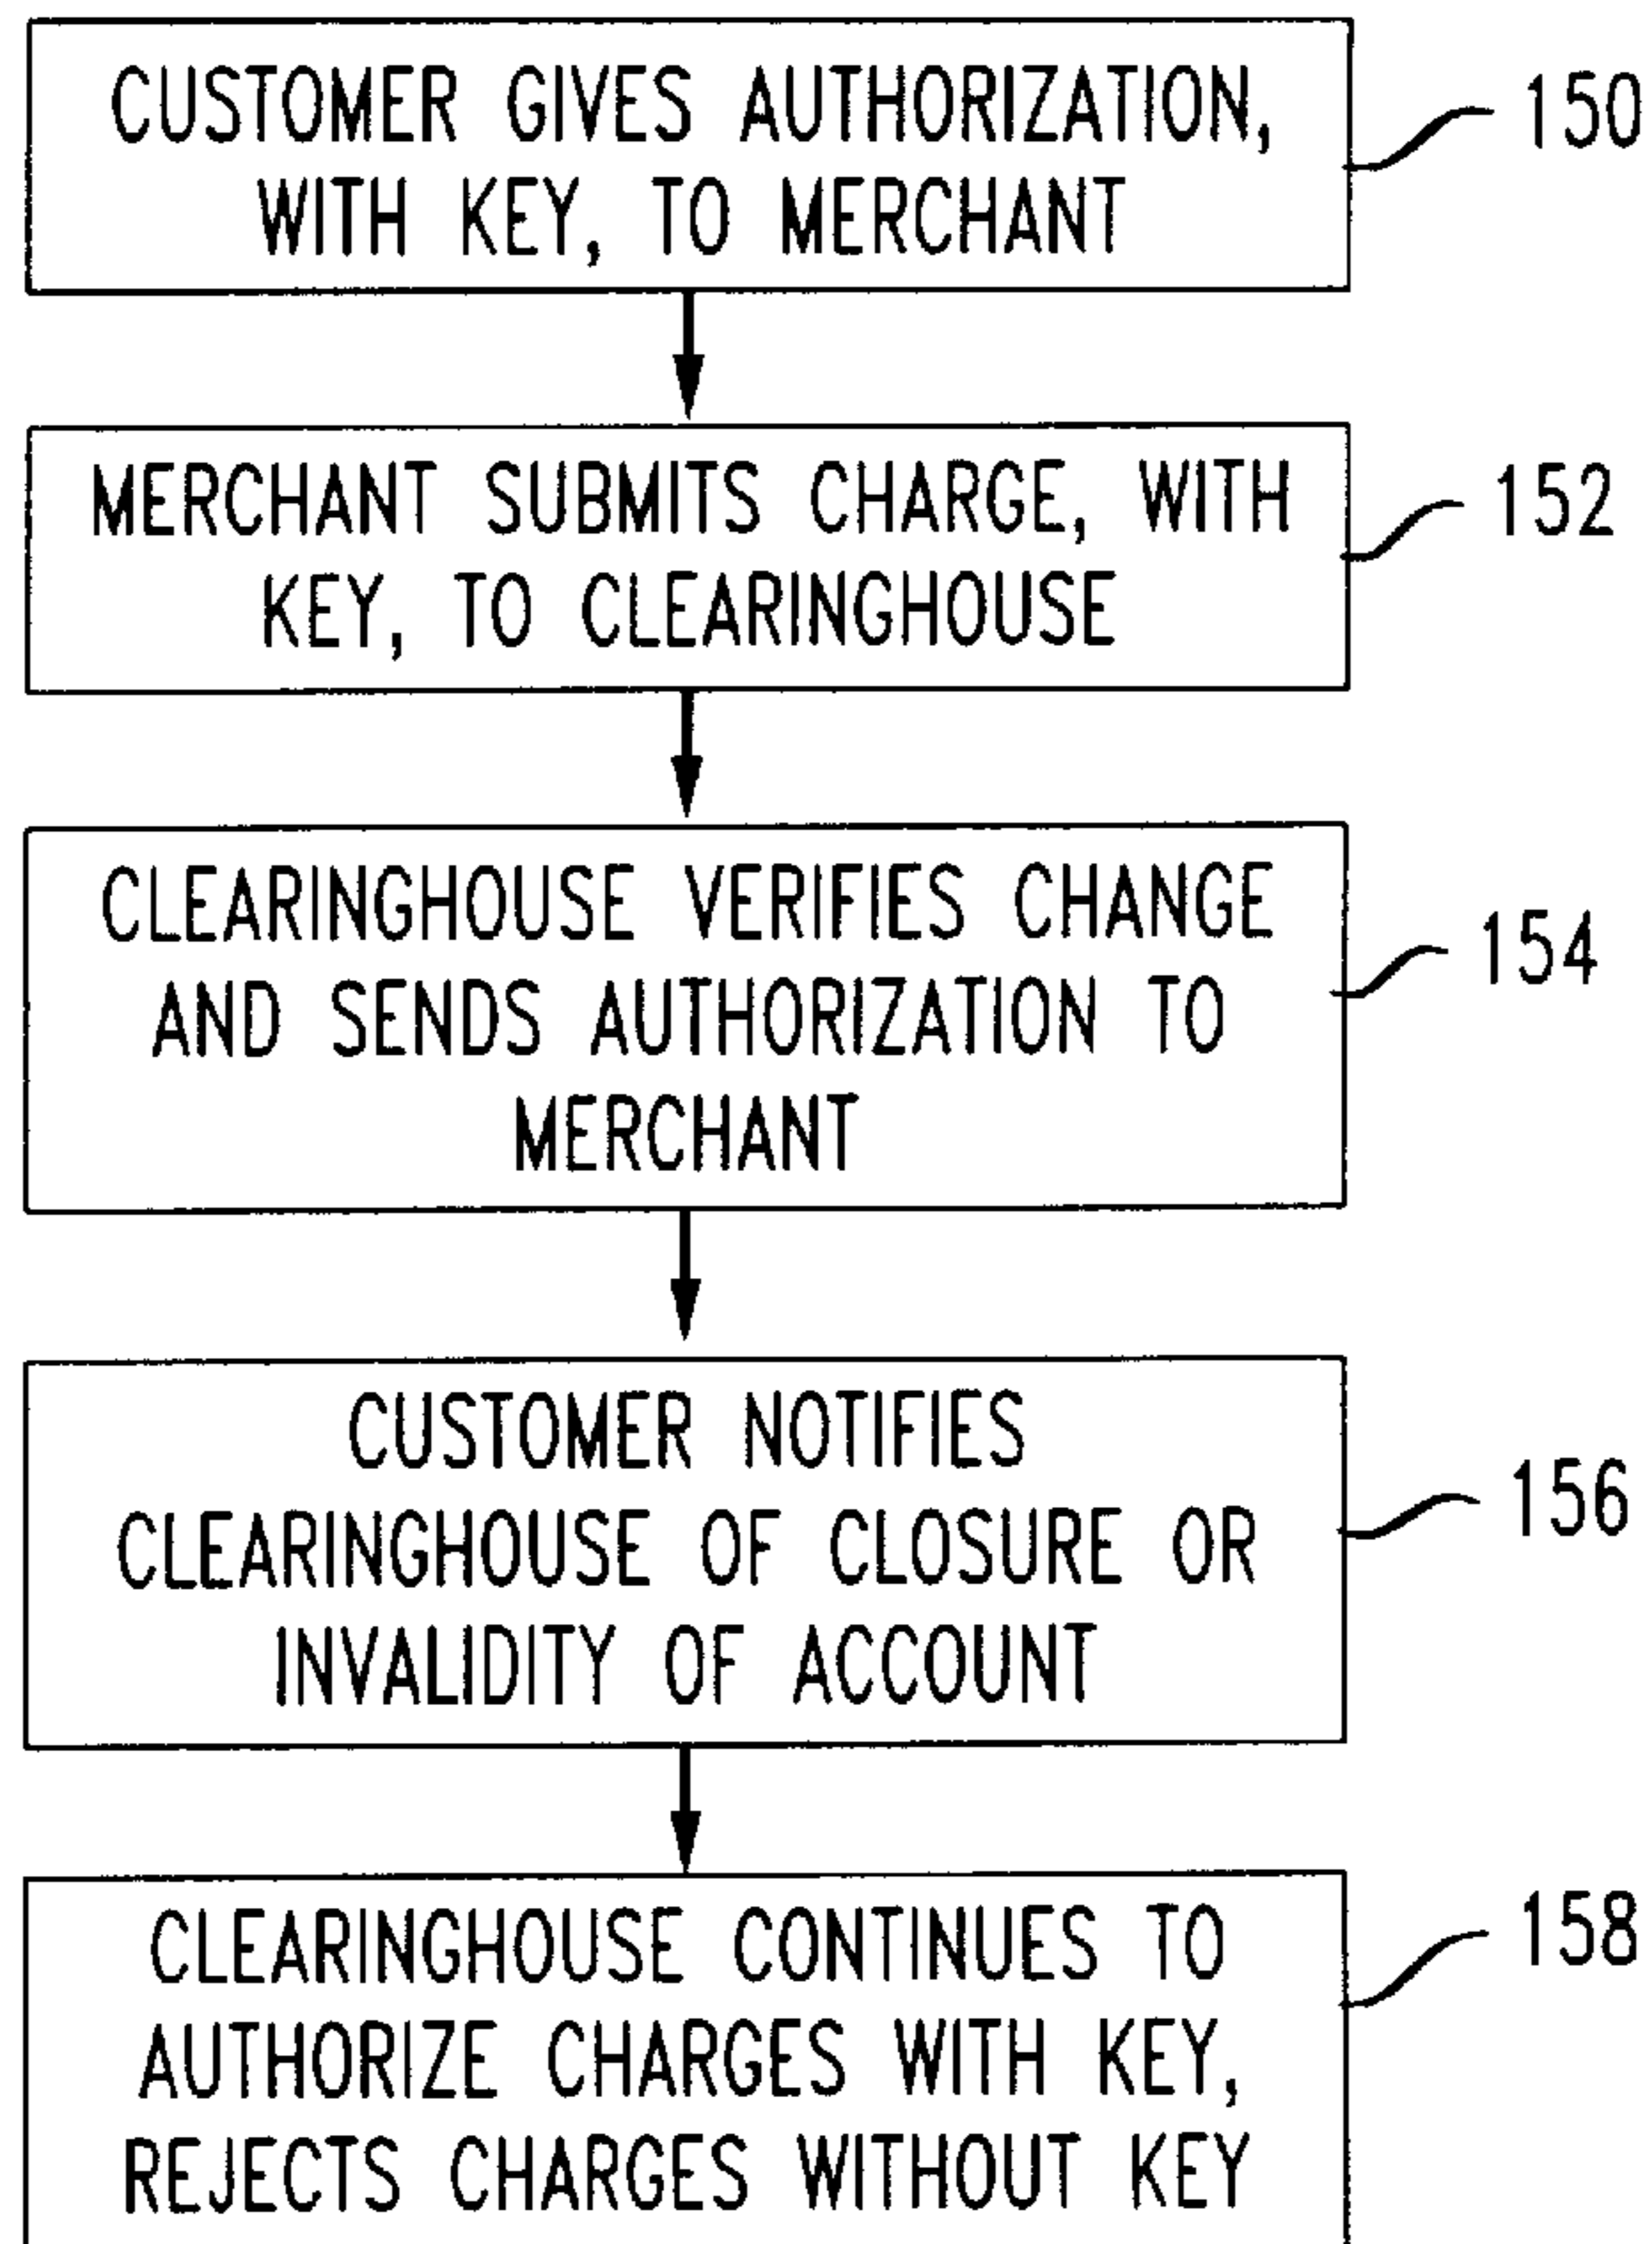 CUSTOMER GIVES AUTHORIZATION,
WITH KEY, TO MERCHANT
150
MERCHANT SUBMITS CHARGE, WITH
KEY, TO CLEARINGHOUSE
152
CLEARINGHOUSE VERIFIES CHANGE
AND SENDS AUTHORIZATION TO
MERCHANT
154
CUSTOMER NOTIFIES
CLEARINGHOUSE OF CLOSURE OR
INVALIDITY OF ACCOUNT
156
CLEARINGHOUSE CONTINUES TO
AUTHORIZE CHARGES WITH KEY,
REJECTS CHARGES WITHOUT KEY
158